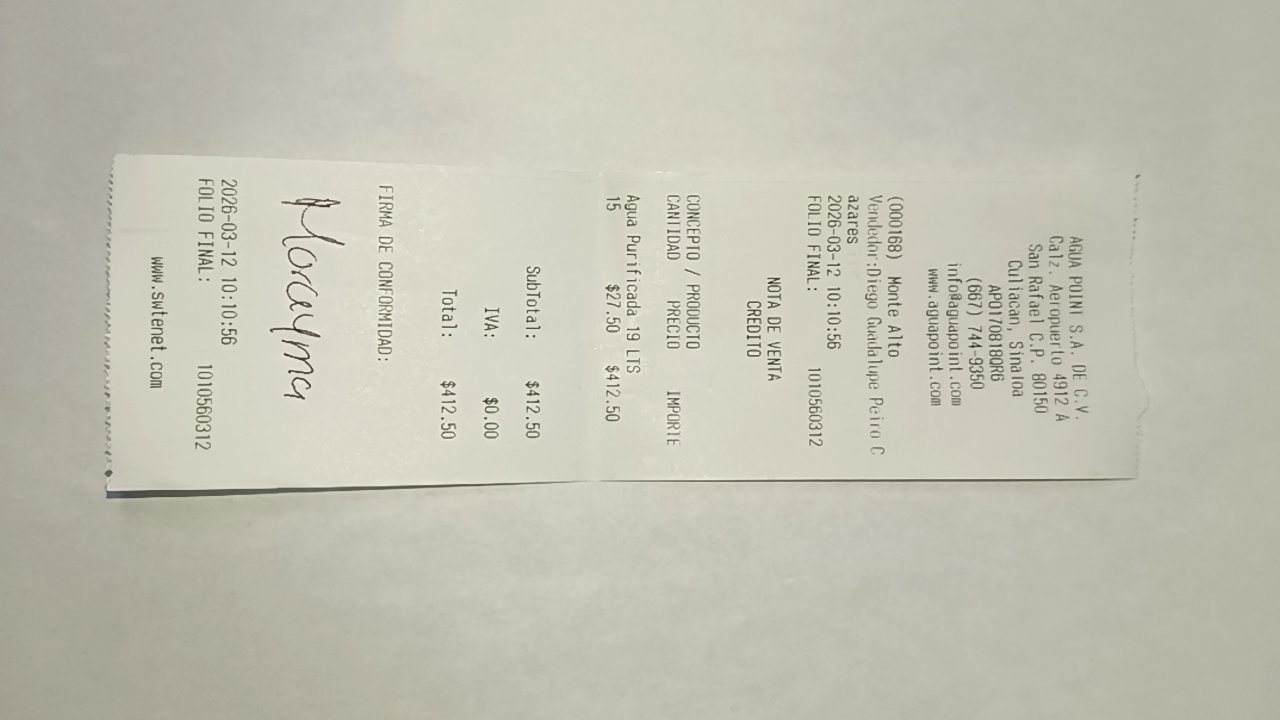 AGUA POINT S.A. DE C.V.
Calz. Aeropuerto 4912 A
San Rafael C.P. 80150
Culiacan, Sinaloa
APO170818QR6
(667) 744-9350
info@aguapoint.com
www.aguapoint.com
(000168) Monte Alto
Vendedor:Diego Guadalupe Peiro C
azares
2026-03-12 10:10:56
FOLIO FINAL: 1010560312
NOTA DE VENTA
CREDITO
CONCEPTO / PRODUCTO
CANTIDAD PRECIO IMPORTE
Agua Purificada 19 LTS
15 $27.50 $412.50
SubTotal: $412.50
IVA: $0.00
Total: $412.50
FIRMA DE CONFORMIDAD:
2026-03-12 10:10:56
FOLIO FINAL: 1010560312
www.swtenet.com